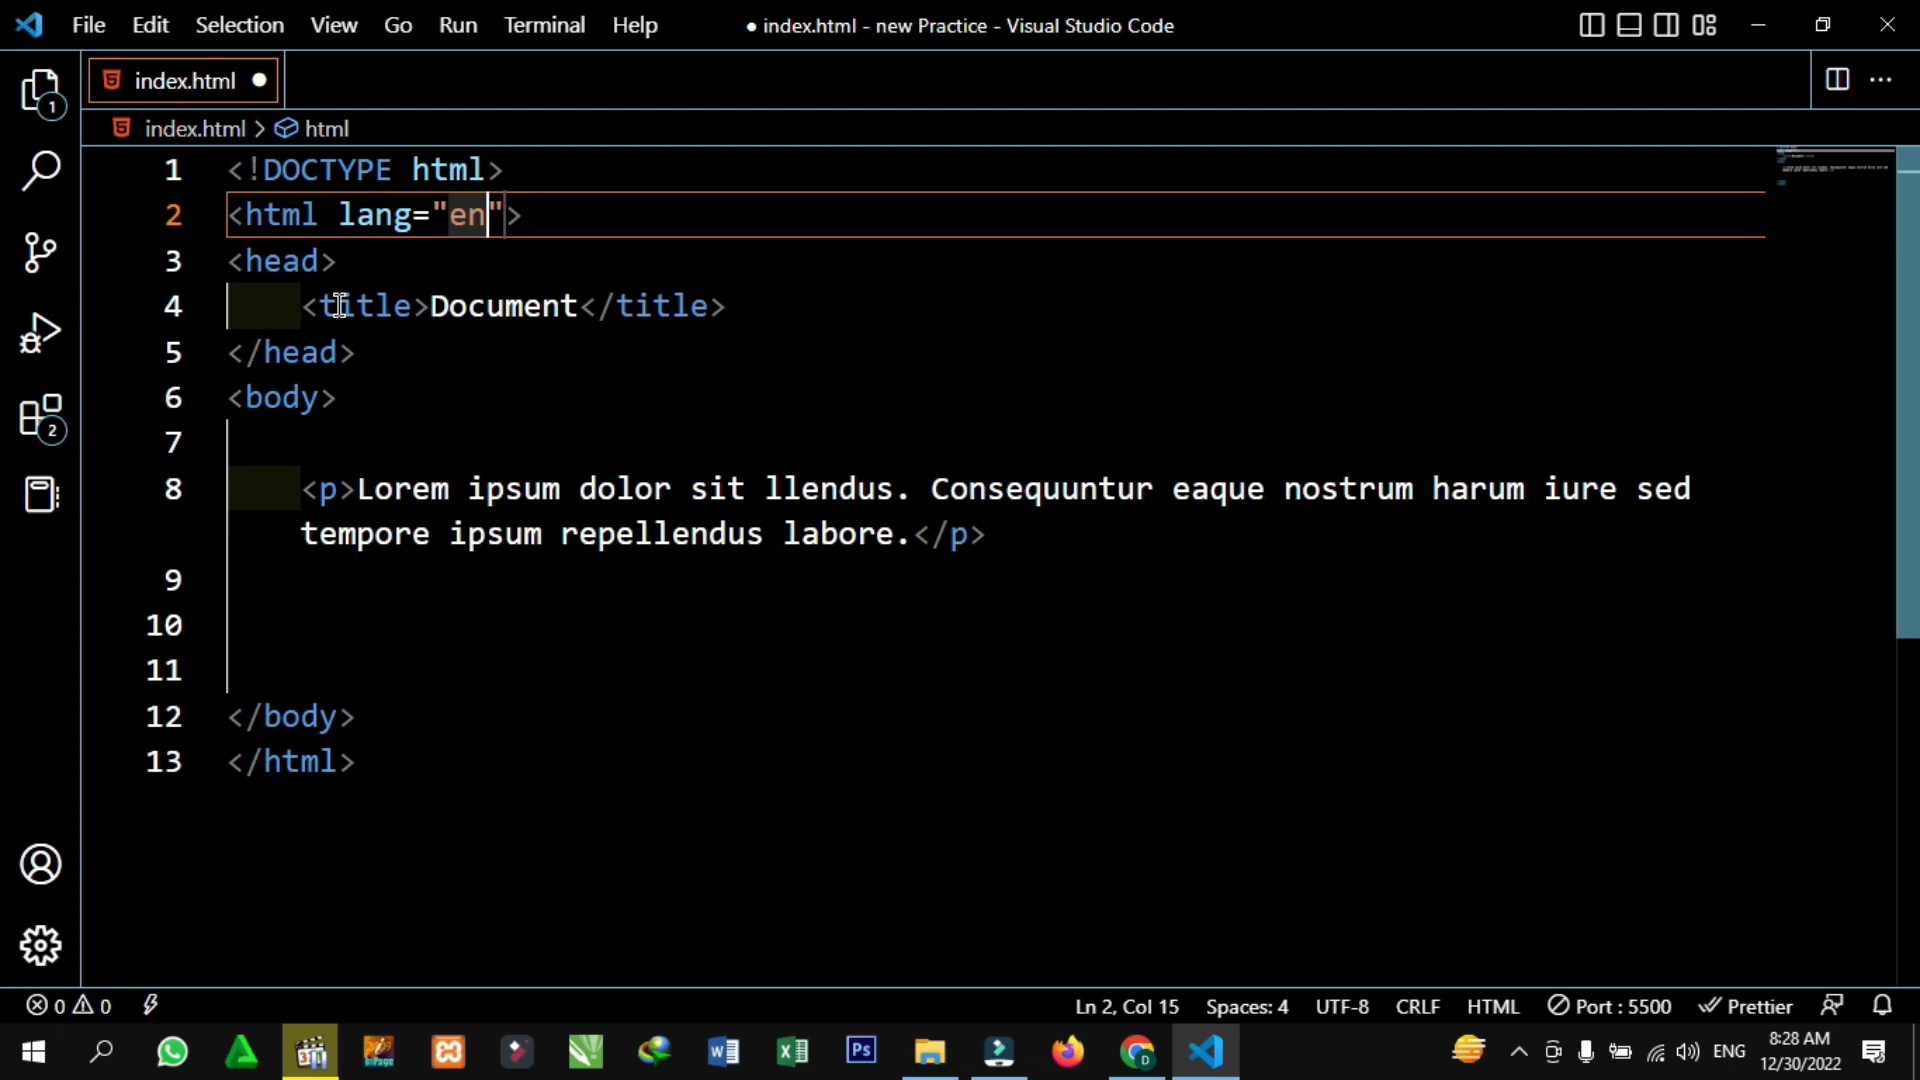 File Edit Selection View Go Run Terminal Help ● index.html - new Practice - Visual Studio Code
index.html ●
1
index.html > html
1 <!DOCTYPE html>
2 <html lang="en">
3 <head>
4 <title>Document</title>
5 </head>
6 <body>
7
8 <p>Lorem ipsum dolor sit llendus. Consequuntur eaque nostrum harum iure sed
tempore ipsum repellendus labore.</p>
2
9
10
11
12 </body>
13 </html>
0 0 Ln 2, Col 15 Spaces: 4 UTF-8 CRLF HTML Port : 5500 Prettier
Ps ENG 8:28 AM
12/30/2022